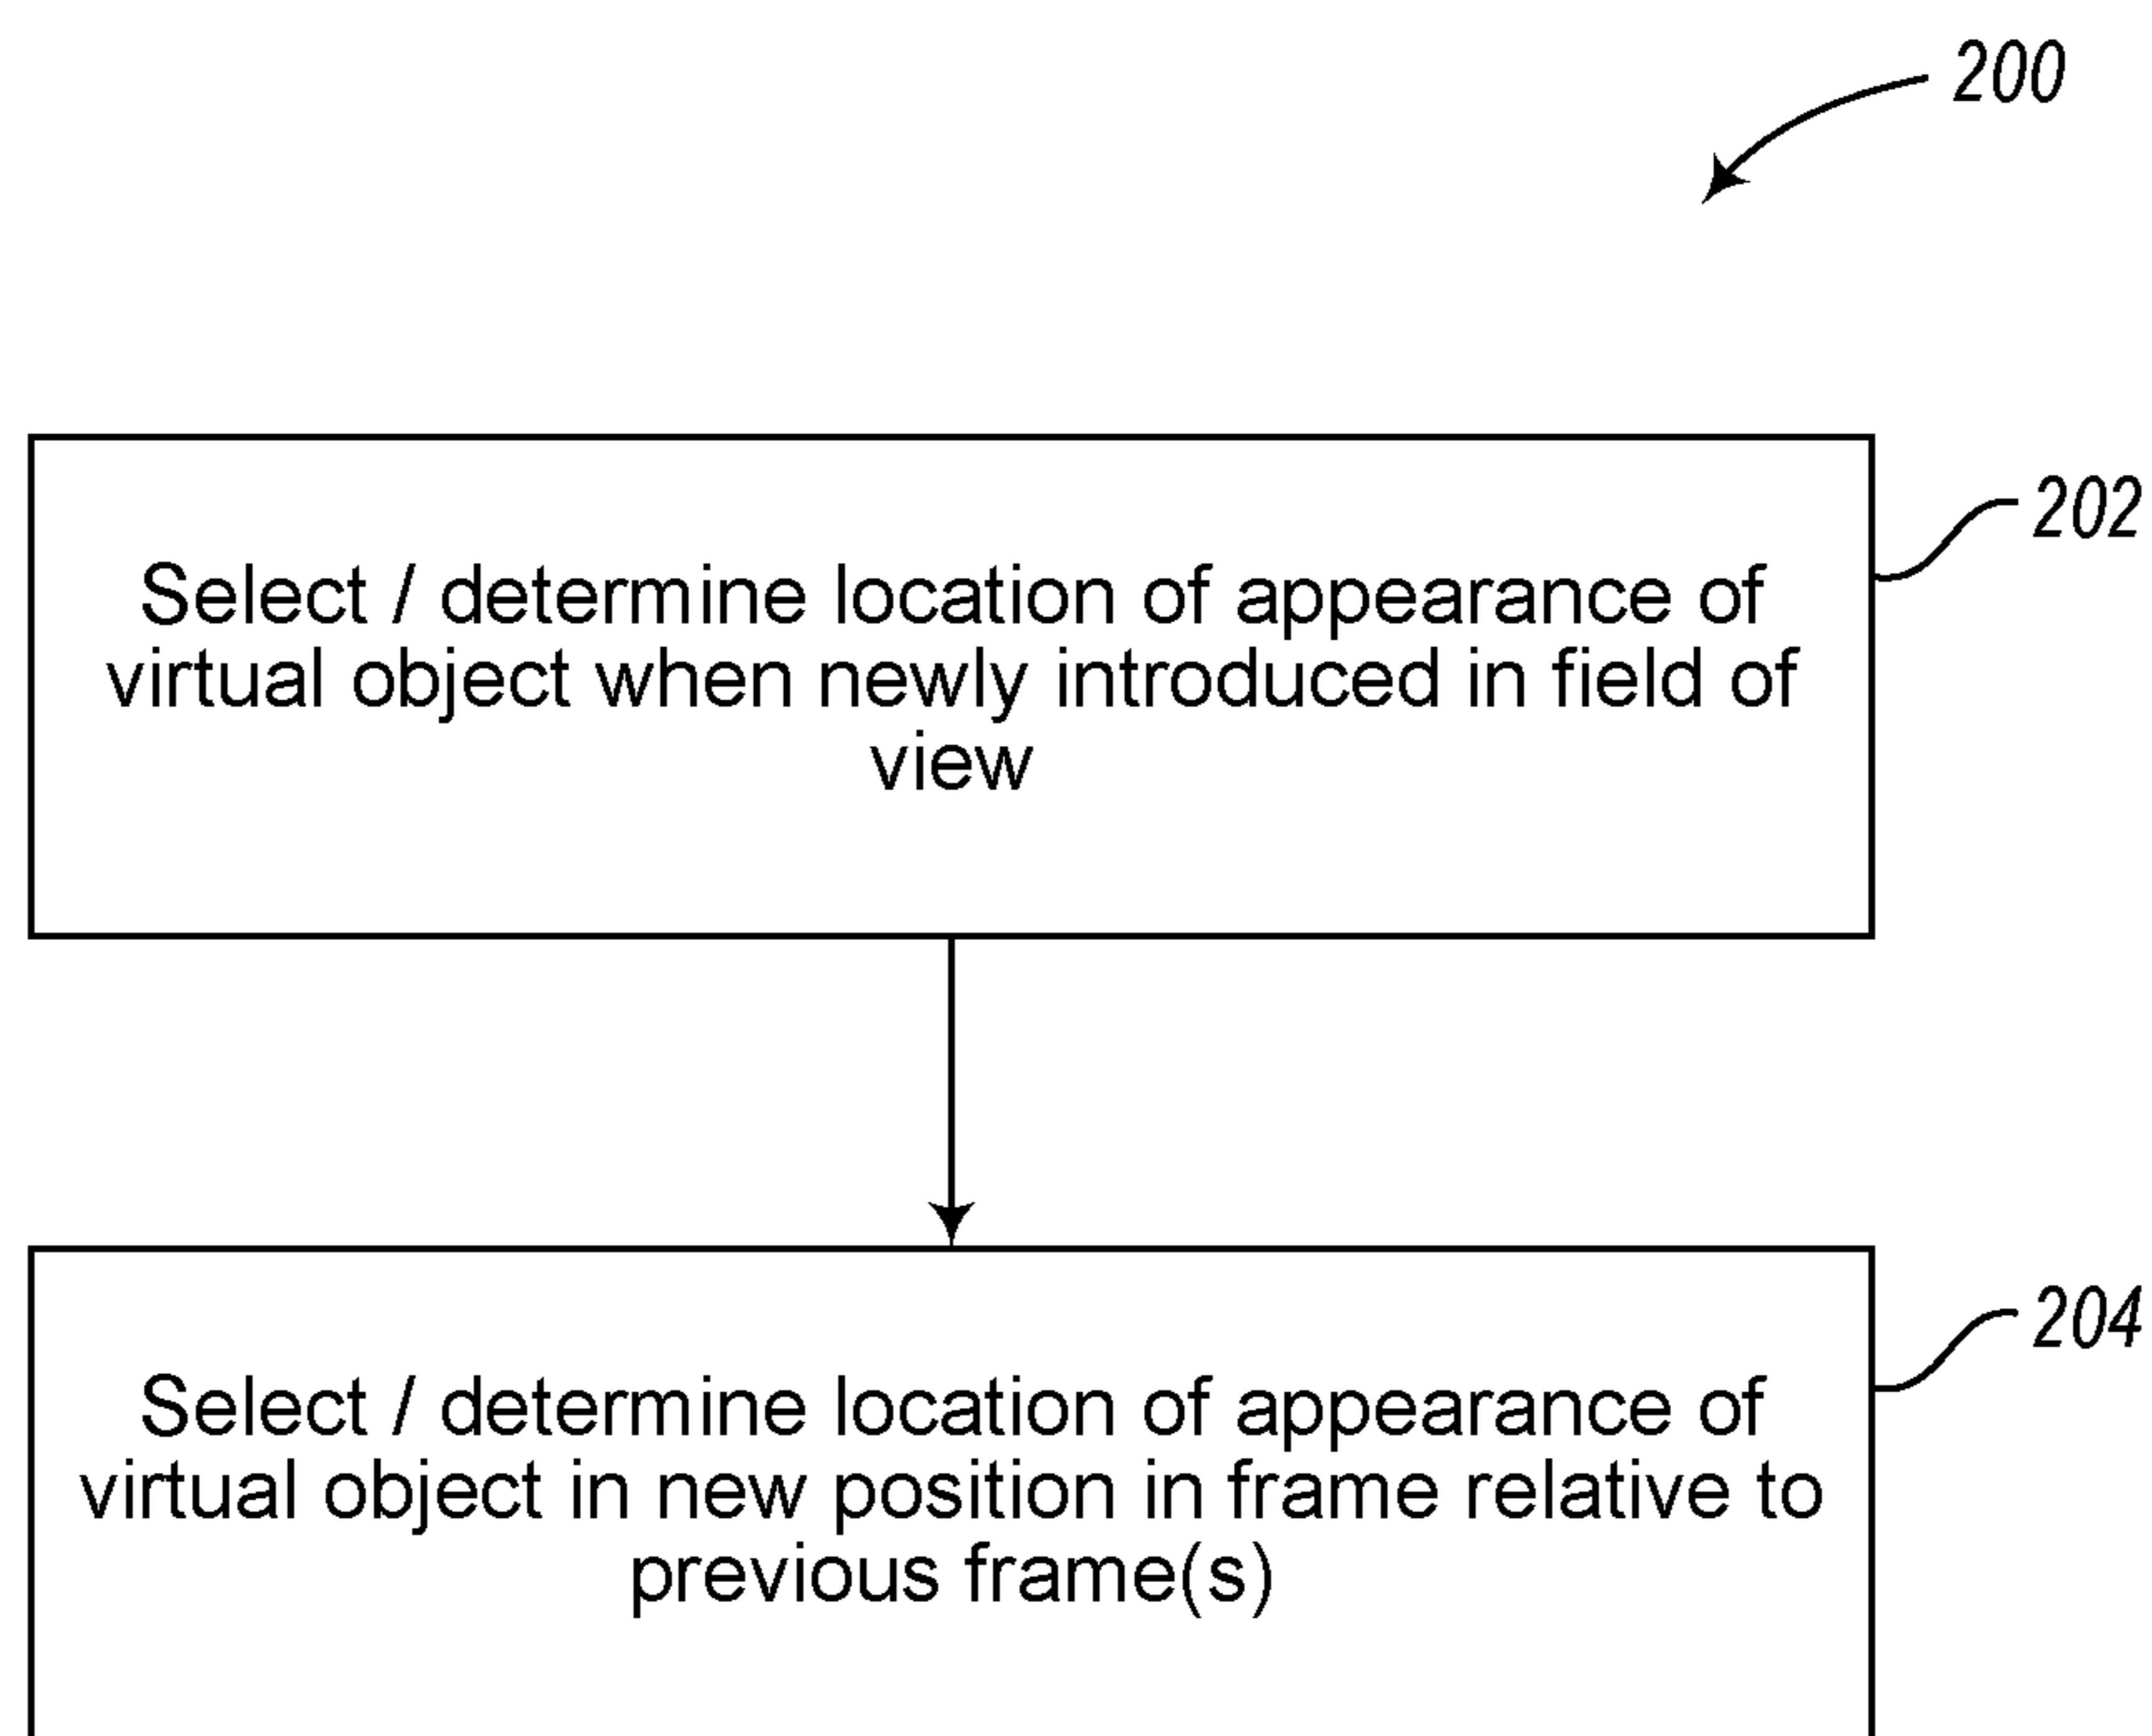 200
202
Select / determine location of appearance of
virtual object when newly introduced in field of
view
204
Select / determine location of appearance of
virtual object in new position in frame relative to
previous frame(s)